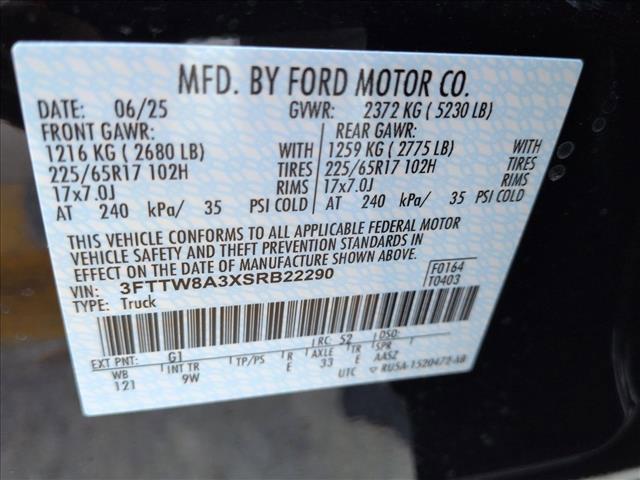 MFD. BY FORD MOTOR CO.
DATE: 06/25 GVWR: 2372 KG ( 5230 LB)
FRONT GAWR: REAR GAWR:
1216 KG ( 2680 LB) WITH 1259 KG ( 2775 LB) WITH
225/65R17 102H TIRES 225/65R17 102H TIRES
17x7.0J RIMS 17x7.0J RIMS
AT 240 kPa/ 35 PSI COLD AT 240 kPa/ 35 PSI COLD
THIS VEHICLE CONFORMS TO ALL APPLICABLE FEDERAL MOTOR
VEHICLE SAFETY AND THEFT PREVENTION STANDARDS IN
EFFECT ON THE DATE OF MANUFACTURE SHOWN ABOVE.
VIN: 3FTTW8A3XSRB22290 F0164
TYPE: Truck T0403
EXT PNT: G1 RC: 52 DSO:
WB INT TR TP/PS R AXLE TR SPR
121 9W E 33 E AASZ
UTC RU5A-1520472-AB